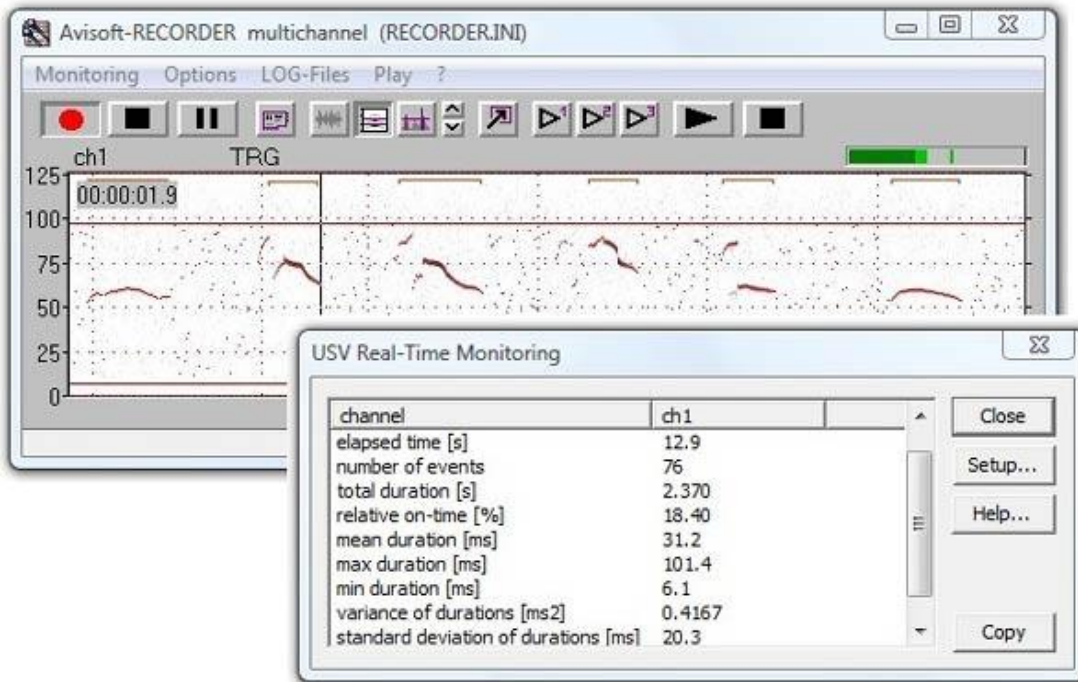 Avisoft-RECORDER multichannel (RECORDER.INI)
Monitoring Options LOG-Files Play ?
1 2 3
ch1 TRG
125
00:00:01.9
100
75
50
25
0
USV Real-Time Monitoring
channel ch1
elapsed time [s] 12.9
number of events 76
total duration [s] 2.370
relative on-time [%] 18.40
mean duration [ms] 31.2
max duration [ms] 101.4
min duration [ms] 6.1
variance of durations [ms2] 0.4167
standard deviation of durations [ms] 20.3
Close
Setup...
Help...
Copy